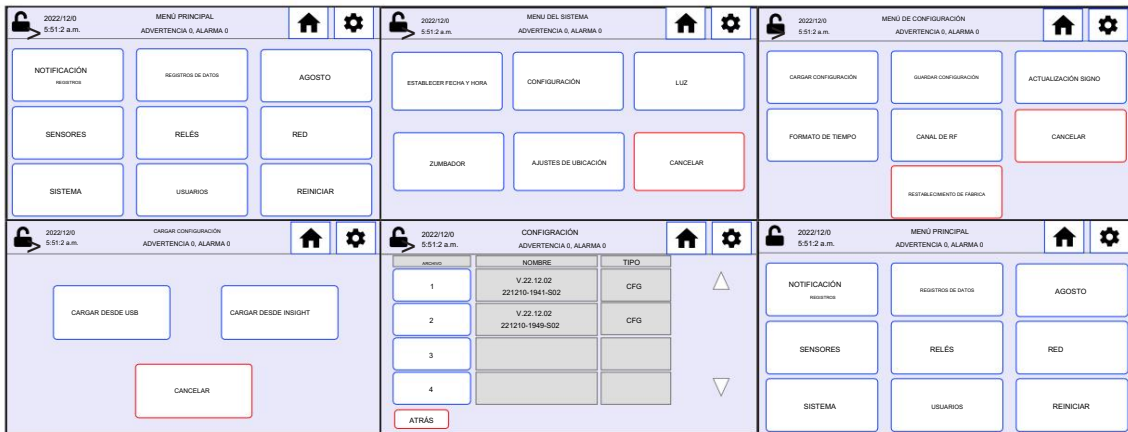 2022/12/0
5:51:2 a.m.
MENÚ PRINCIPAL
ADVERTENCIA 0, ALARMA 0
NOTIFICACIÓN
REGISTROS
REGISTROS DE DATOS
AGOSTO
SENSORES
RELÉS
RED
SISTEMA
USUARIOS
REINICIAR
2022/12/0
5:51:2 a.m.
MENU DEL SISTEMA
ADVERTENCIA 0, ALARMA 0
ESTABLECER FECHA Y HORA
CONFIGURACIÓN
LUZ
ZUMBADOR
AJUSTES DE UBICACIÓN
CANCELAR
2022/12/0
5:51:2 a.m.
MENÚ DE CONFIGURACIÓN
ADVERTENCIA 0, ALARMA 0
CARGAR CONFIGURACIÓN
GUARDAR CONFIGURACIÓN
ACTUALIZACIÓN SIGNO
FORMATO DE TIEMPO
CANAL DE RF
CANCELAR
RESTABLECIMIENTO DE FÁBRICA
2022/12/0
5:51:2 a.m.
CARGAR CONFIGURACIÓN
ADVERTENCIA 0, ALARMA 0
CARGAR DESDE USB
CARGAR DESDE INSIGHT
CANCELAR
2022/12/0
5:51:2 a.m.
CONFIGRACIÓN
ADVERTENCIA 0, ALARMA 0
ARCHIVO
NOMBRE
TIPO
1
V.22.12.02
221210-1941-S02
CFG
2
V.22.12.02
221210-1949-S02
CFG
3
4
ATRÁS
2022/12/0
5:51:2 a.m.
MENÚ PRINCIPAL
ADVERTENCIA 0, ALARMA 0
NOTIFICACIÓN
REGISTROS
REGISTROS DE DATOS
AGOSTO
SENSORES
RELÉS
RED
SISTEMA
USUARIOS
REINICIAR